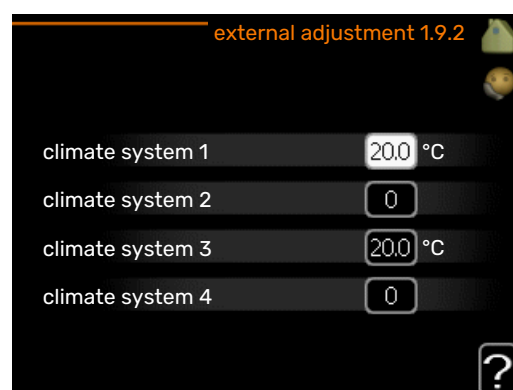 external adjustment 1.9.2
climate system 1 20.0 °C
climate system 2 0
climate system 3 20.0 °C
climate system 4 0
?